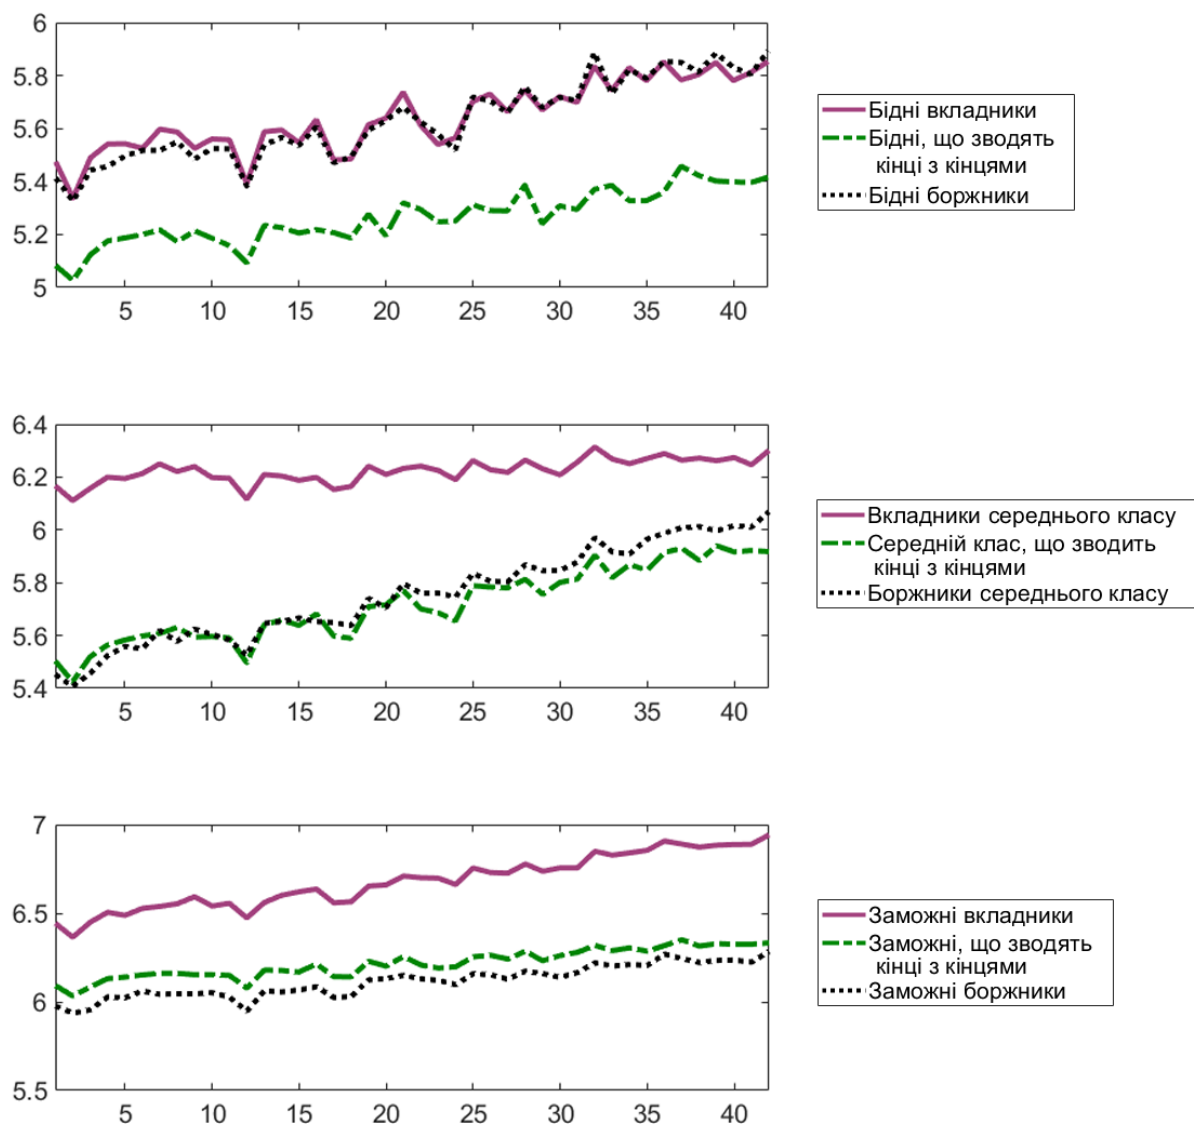 6
5.8
5.6
5.4
5.2
5
5 10 15 20 25 30 35 40
Бідні вкладники
Бідні, що зводять
кінці з кінцями
Бідні боржники
6.4
6.2
6
5.8
5.6
5.4
5 10 15 20 25 30 35 40
Вкладники середнього класу
Середній клас, що зводить
кінці з кінцями
Боржники середнього класу
7
6.5
6
5.5
5 10 15 20 25 30 35 40
Заможні вкладники
Заможні, що зводять
кінці з кінцями
Заможні боржники